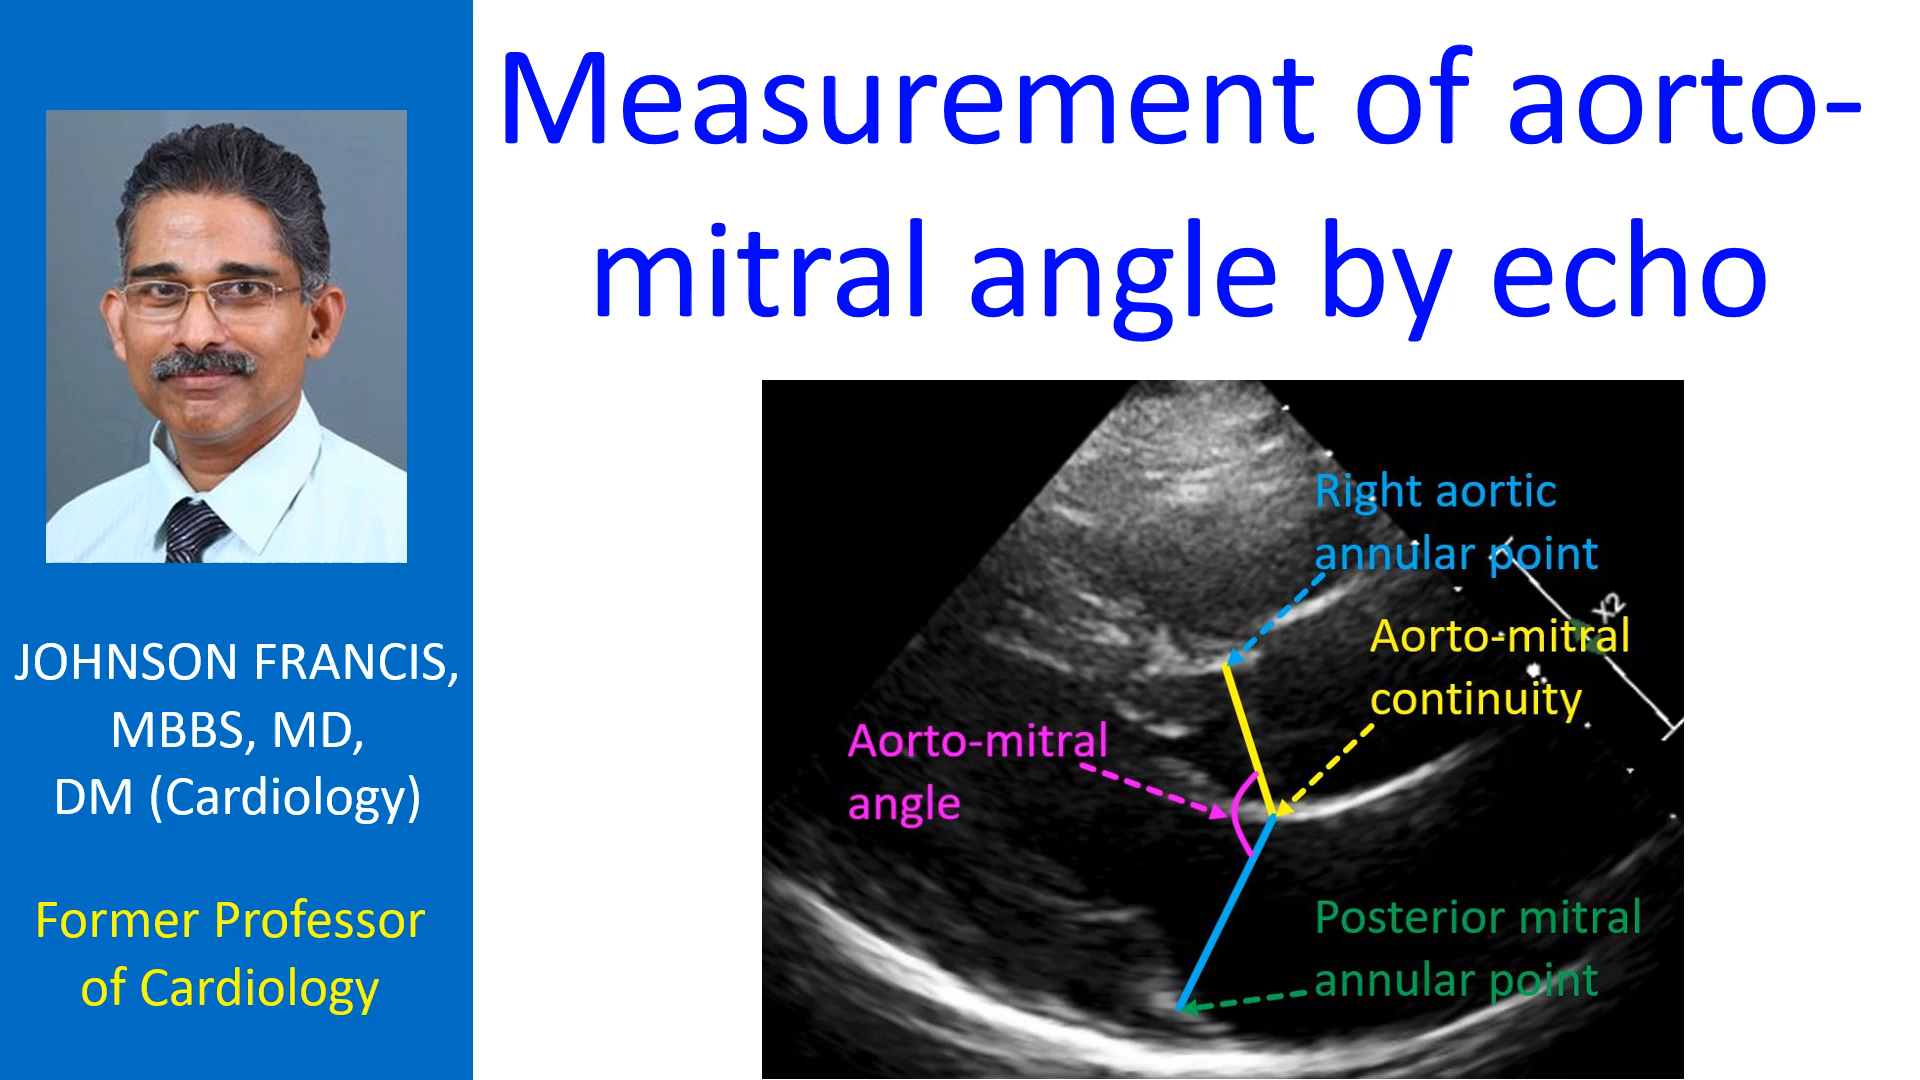 Measurement of aorto-
mitral angle by echo
JOHNSON FRANCIS,
MBBS, MD,
DM (Cardiology)
Former Professor
of Cardiology
Right aortic
annular point
X2
Aorto-mitral
continuity
Aorto-mitral
angle
Posterior mitral
annular point